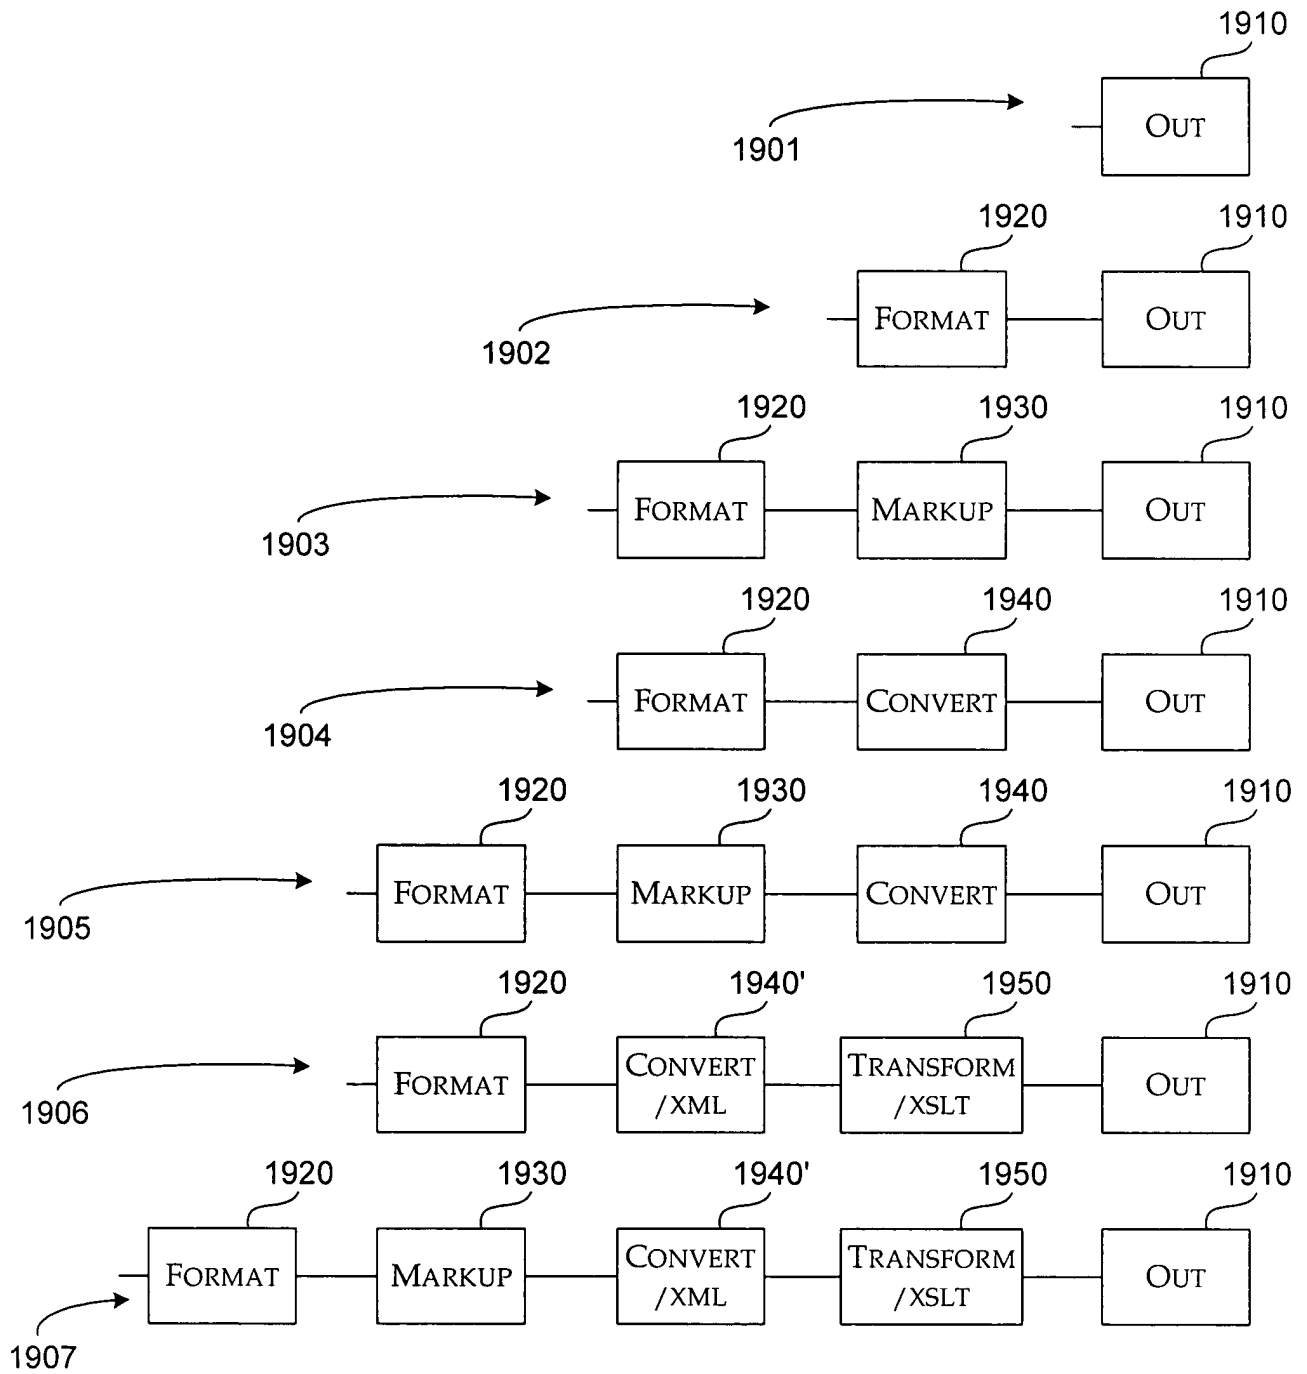 1910
1901
OUT
1920 1910
1902
FORMAT OUT
1920 1930 1910
1903
FORMAT MARKUP OUT
1920 1940 1910
1904
FORMAT CONVERT OUT
1920 1930 1940 1910
1905
FORMAT MARKUP CONVERT OUT
1920 1940' 1950 1910
1906
FORMAT CONVERT TRANSFORM OUT
/XML /XSLT
1920 1930 1940' 1950 1910
FORMAT MARKUP CONVERT TRANSFORM OUT
/XML /XSLT
1907